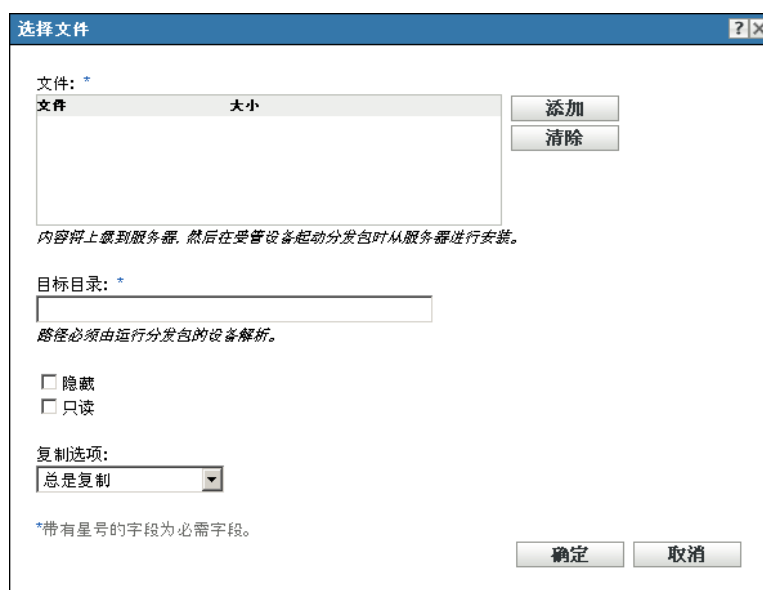 选择文件
文件: *
文件 大小
添加
清除
内容将上载到服务器, 然后在受管设备起动分发包时从服务器进行安装。
目标目录: *
路径必须由运行分发包的设备解析。
隐藏
只读
复制选项:
总是复制
*带有星号的字段为必需字段。
确定 取消